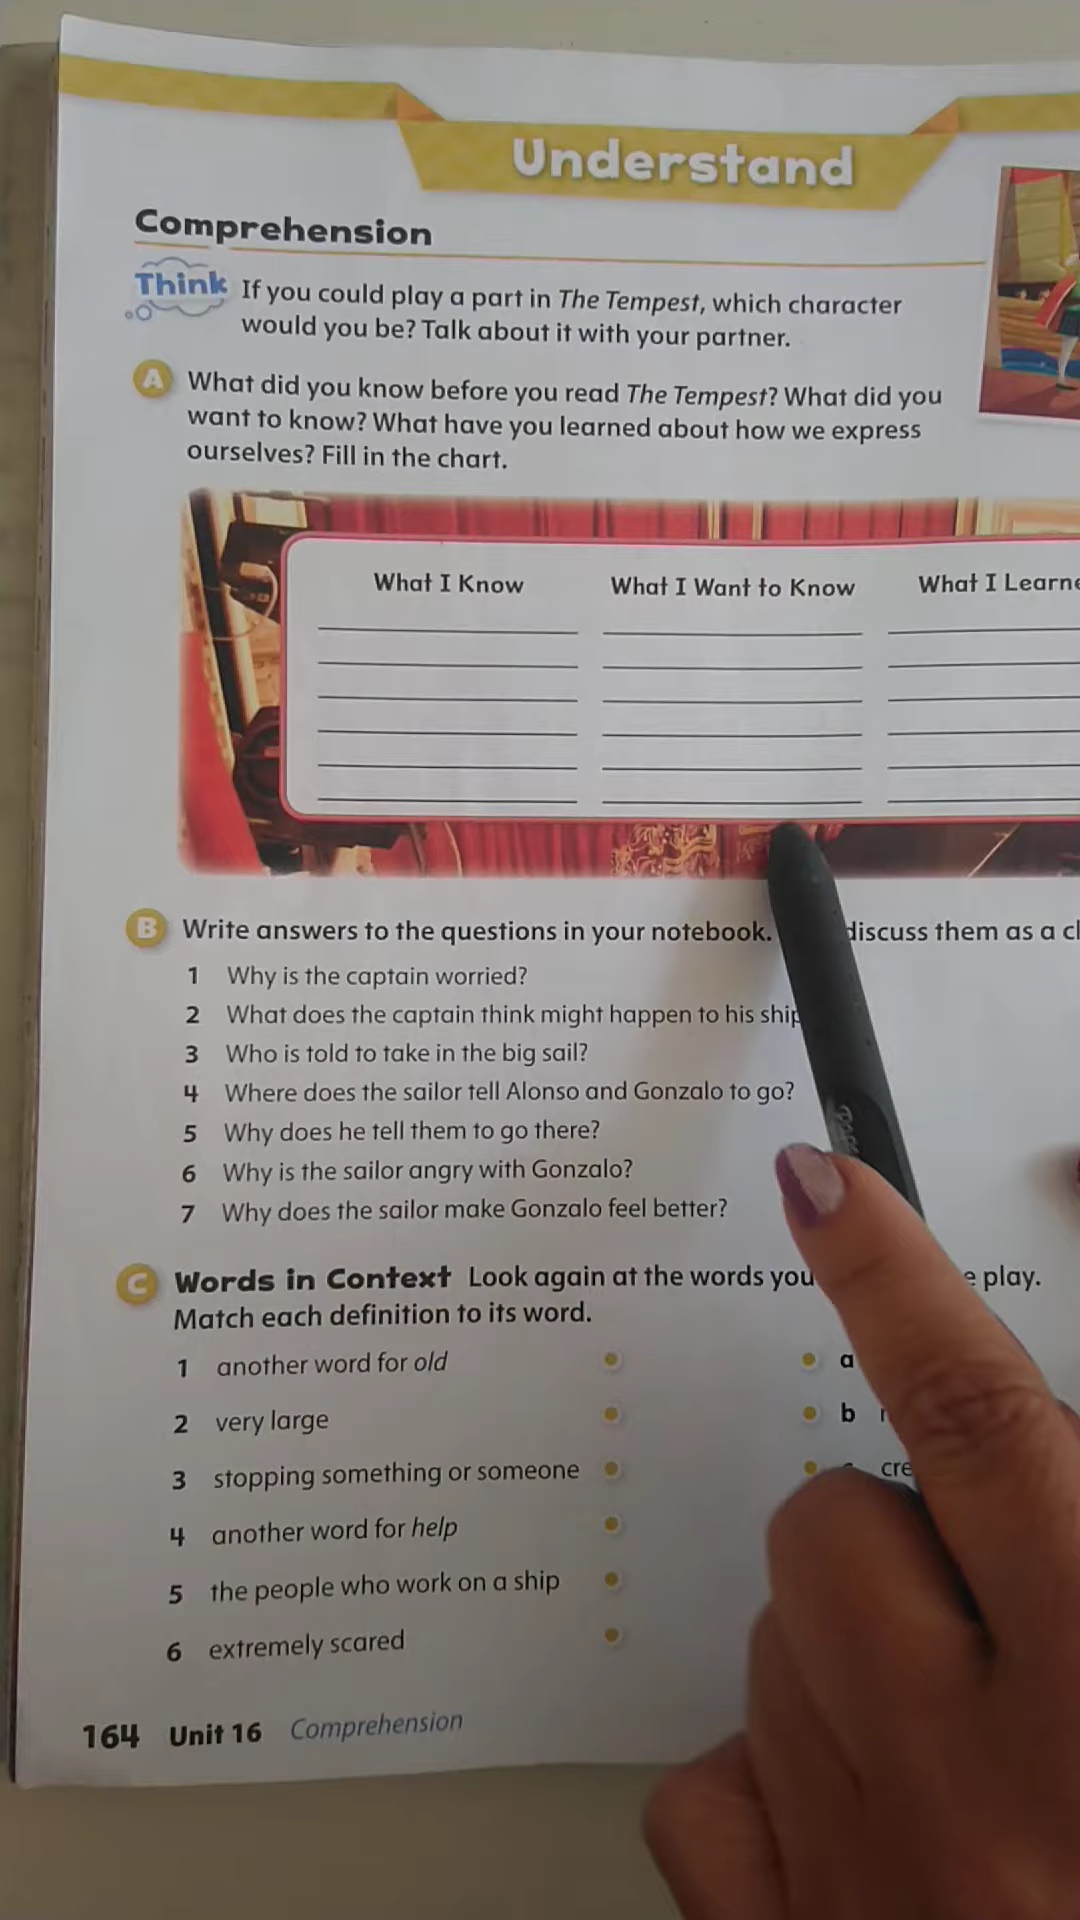 Understand
Comprehension
Think If you could play a part in The Tempest, which character
would you be? Talk about it with your partner.
A What did you know before you read The Tempest? What did you
want to know? What have you learned about how we express
ourselves? Fill in the chart.
What I Know What I Want to Know What I Learne
B Write answers to the questions in your notebook. discuss them as a cl
1 Why is the captain worried?
2 What does the captain think might happen to his ship
3 Who is told to take in the big sail?
4 Where does the sailor tell Alonso and Gonzalo to go?
5 Why does he tell them to go there?
6 Why is the sailor angry with Gonzalo?
7 Why does the sailor make Gonzalo feel better?
C Words in Context Look again at the words you e play.
Match each definition to its word.
1 another word for old a
2 very large b
3 stopping something or someone cre
4 another word for help
5 the people who work on a ship
6 extremely scared
164 Unit 16 Comprehension